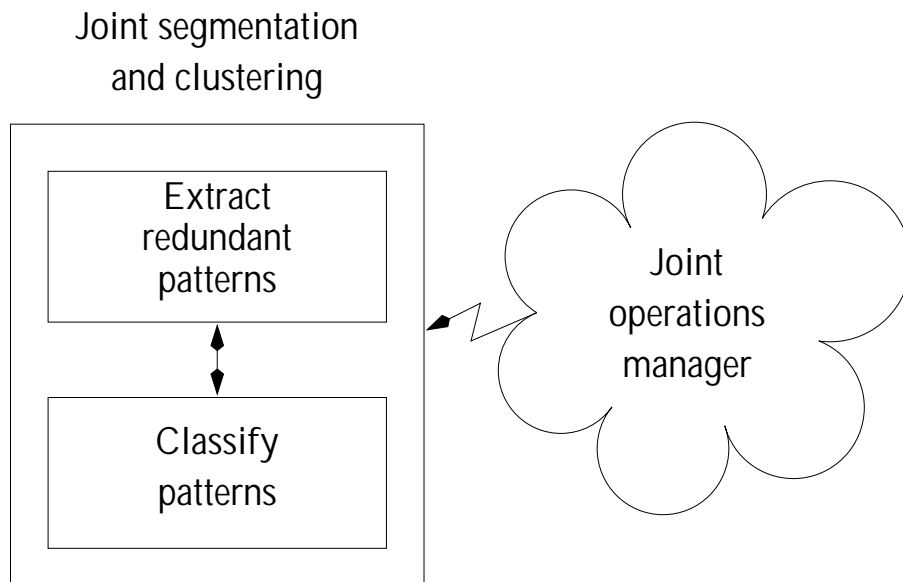 Joint segmentation
and clustering
Extract
redundant
patterns
Classify
patterns
Joint
operations
manager